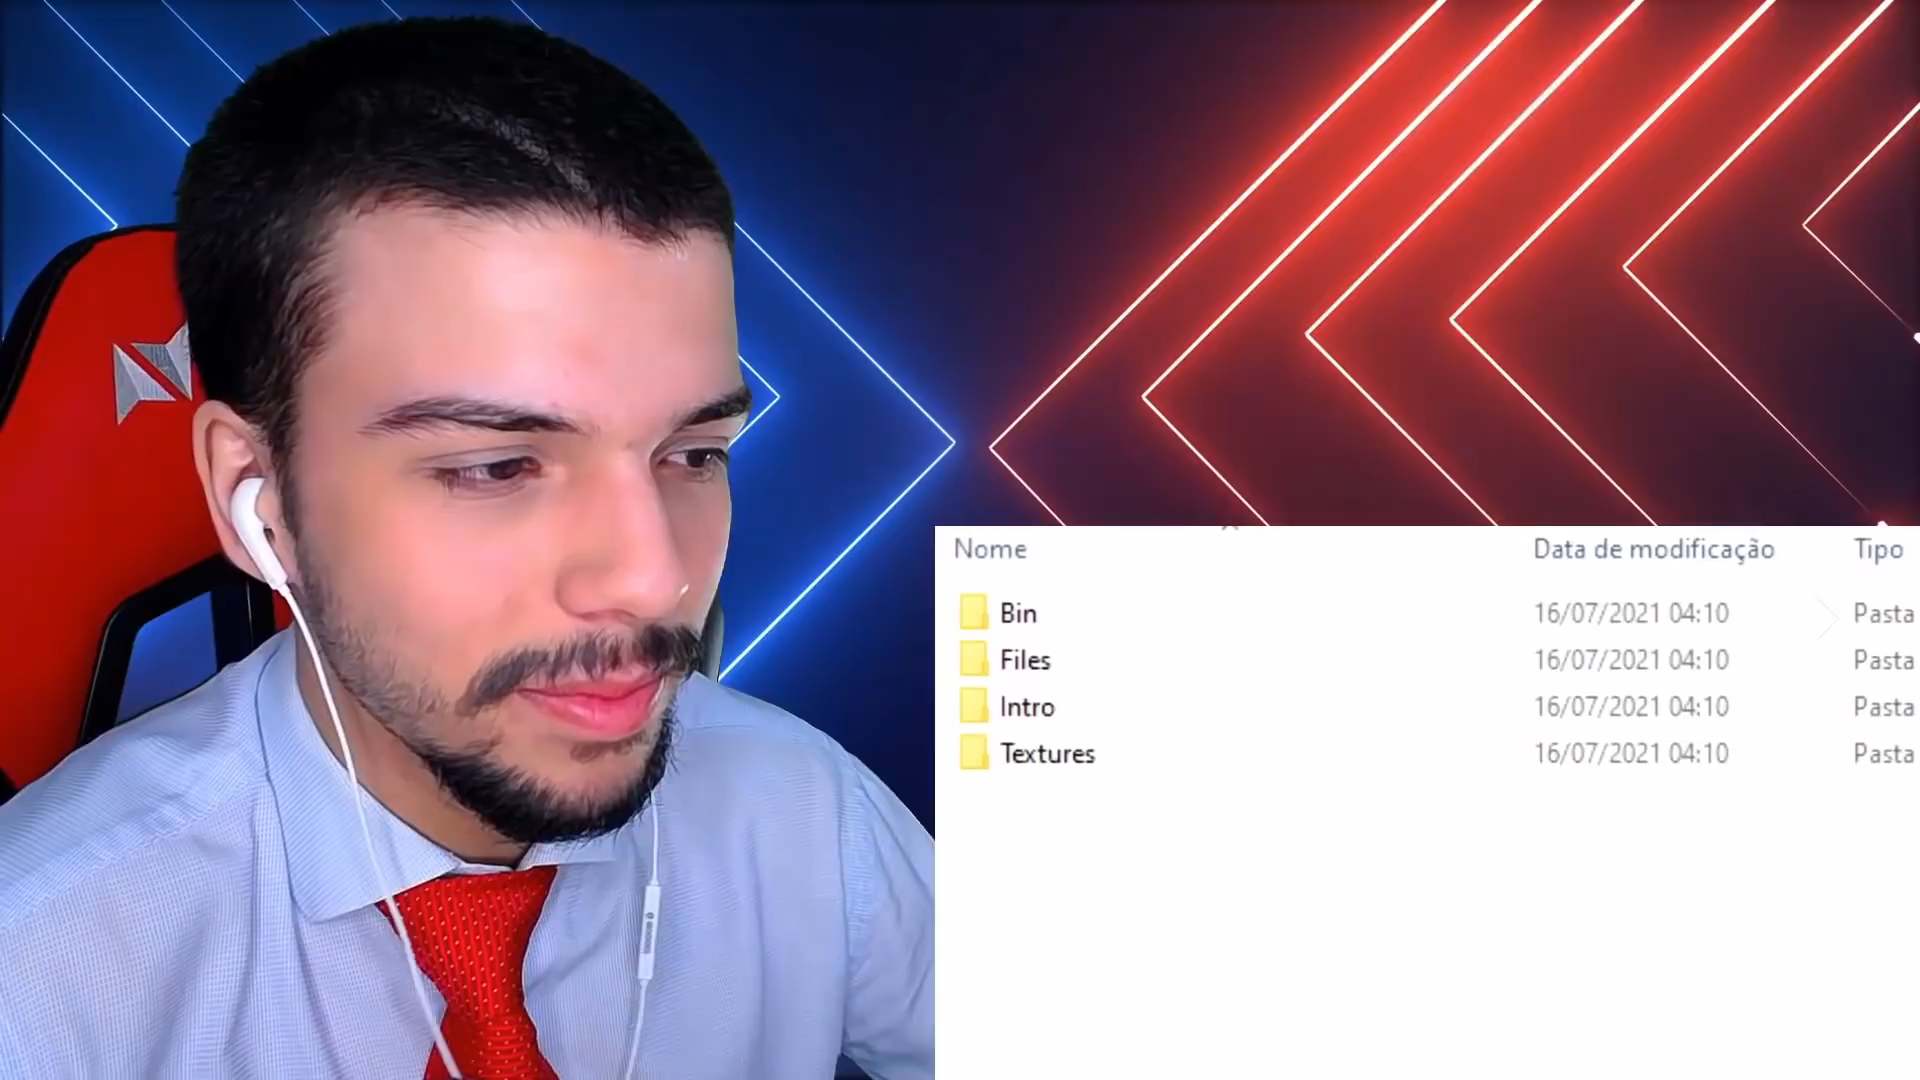 Nome Data de modificação Tipo
Bin 16/07/2021 04:10 Pasta
Files 16/07/2021 04:10 Pasta
Intro 16/07/2021 04:10 Pasta
Textures 16/07/2021 04:10 Pasta